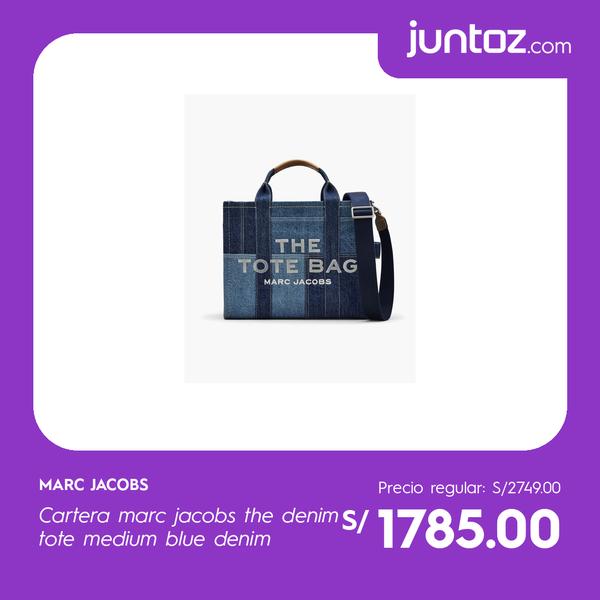 juntoz.com
THE
TOTE BAG
MARC JACOBS
MARC JACOBS
Cartera marc jacobs the denim
tote medium blue denim
Precio regular: S/2749.00
S/ 1785.00